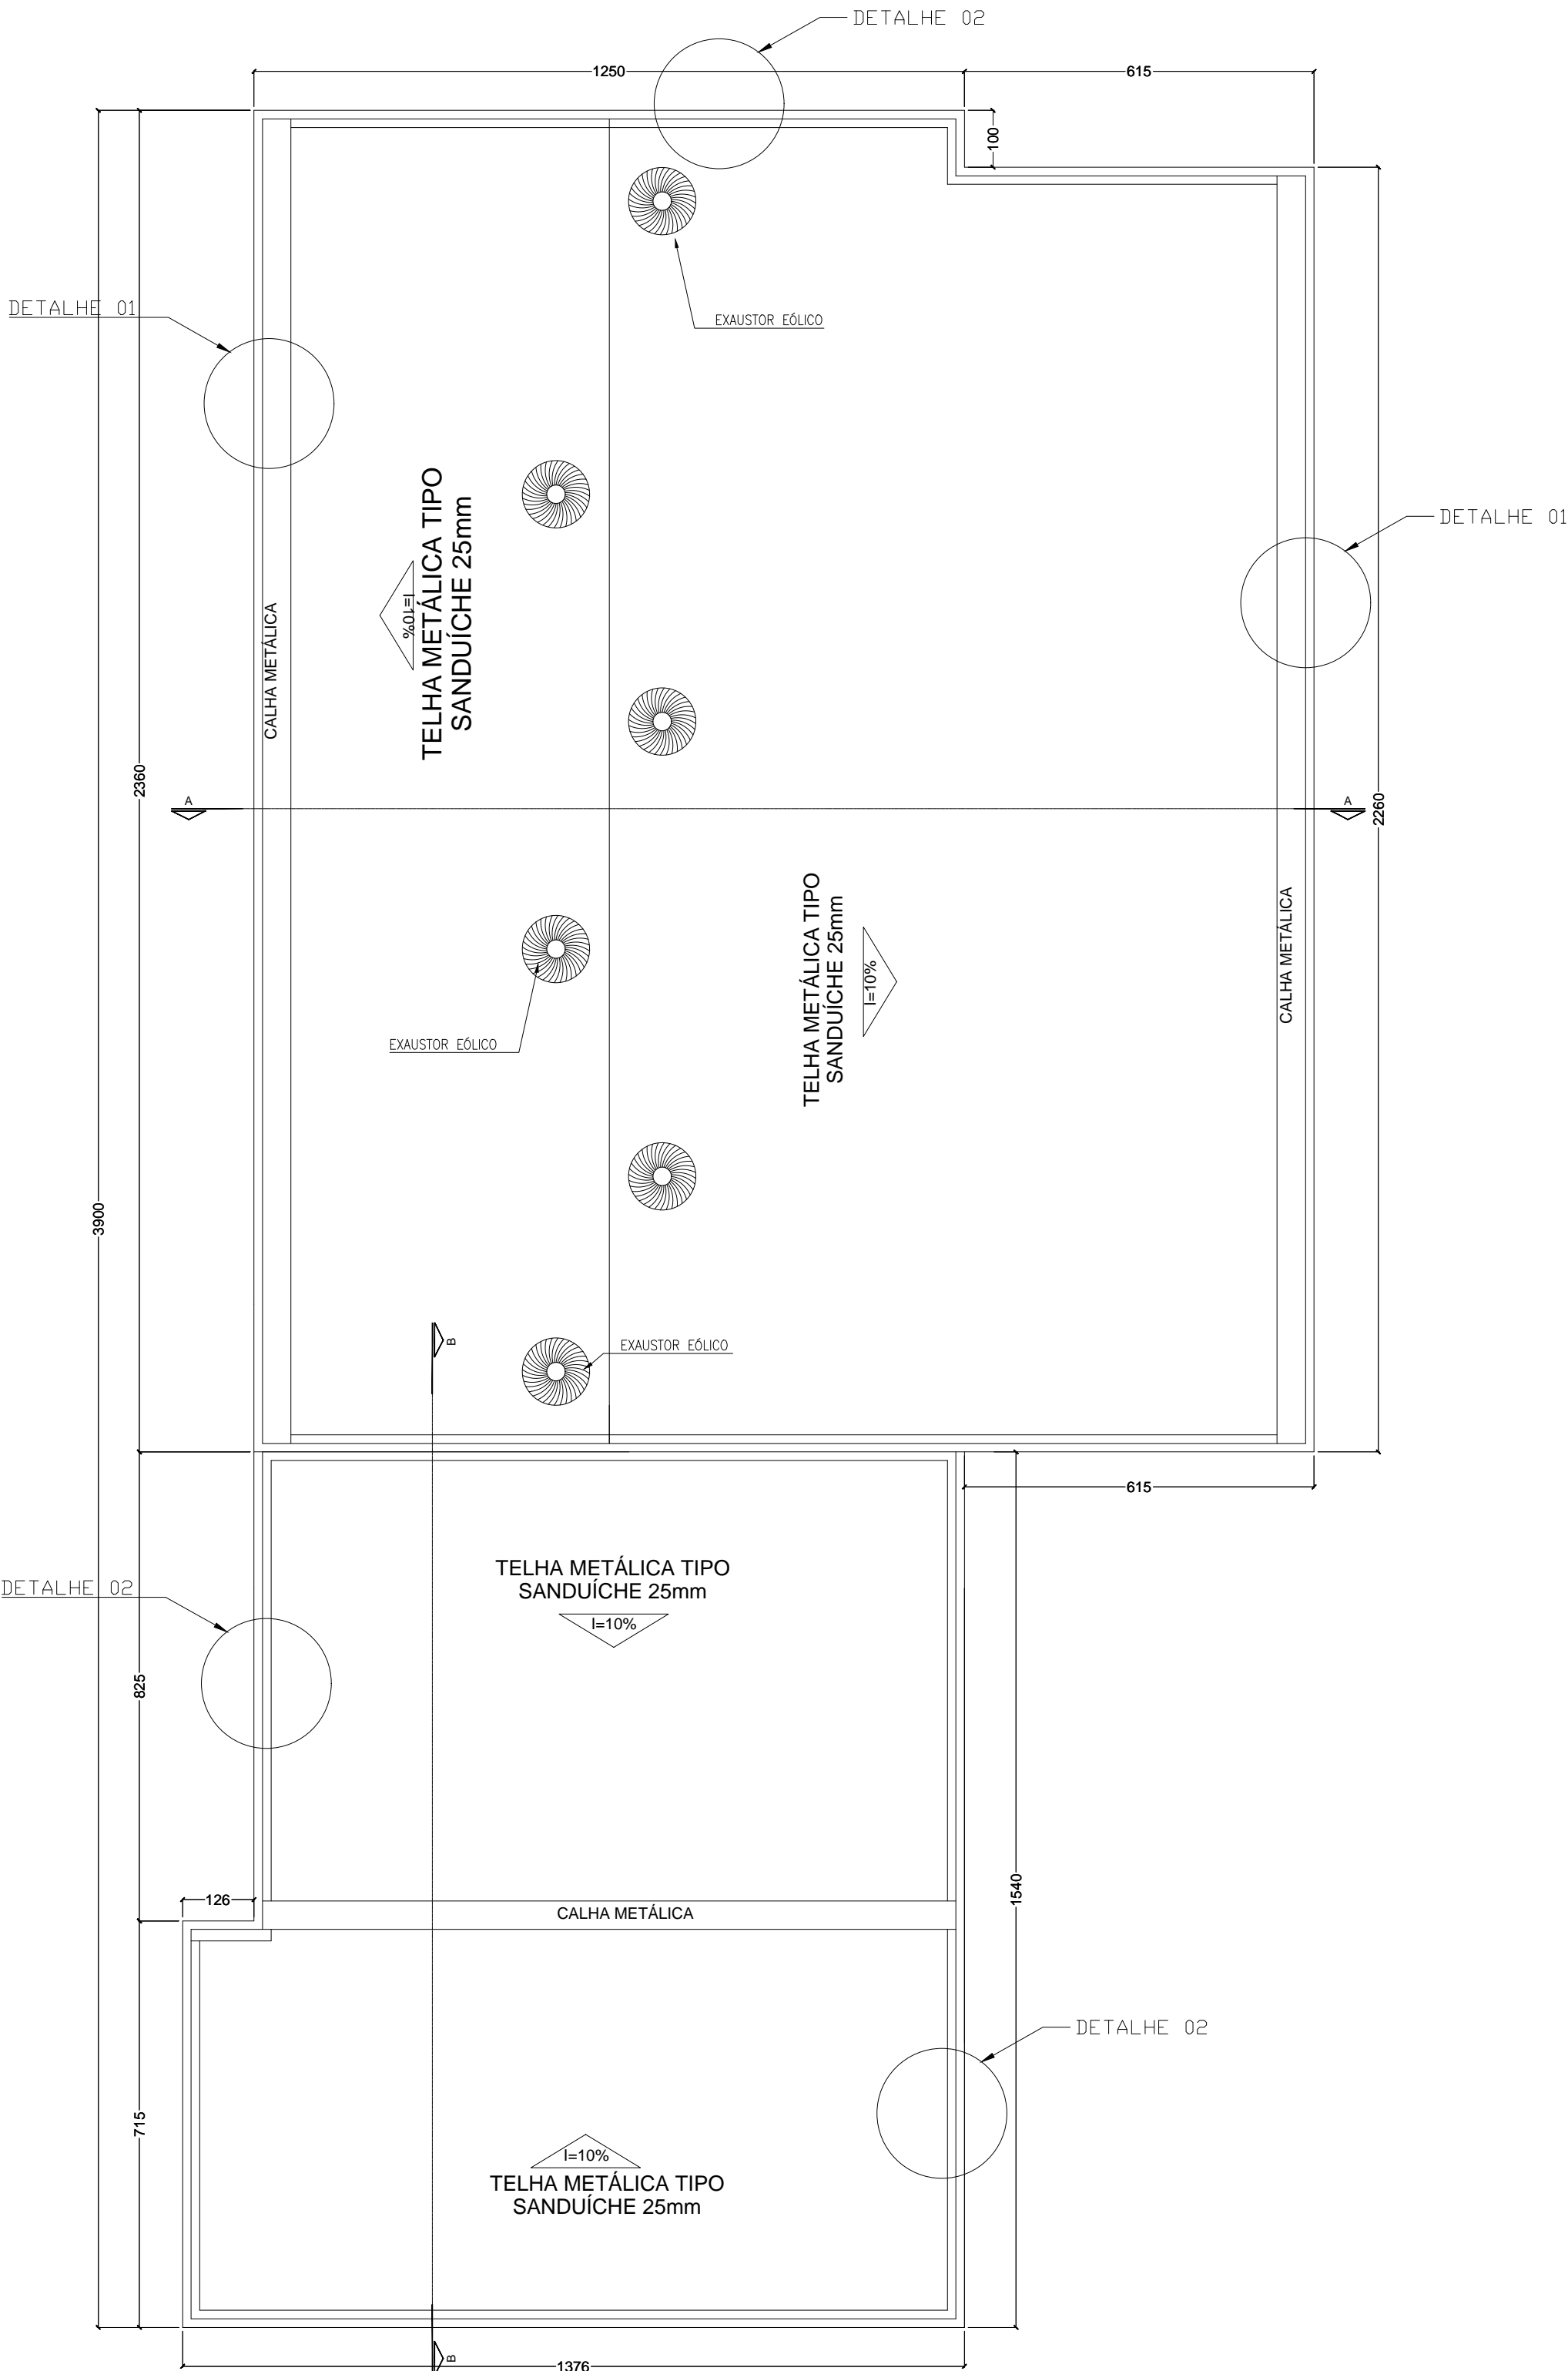 DETALHE 02
1250
615
100
EXAUSTOR EÓLICO
DETALHE 01
DETALHE 01
TELHA METÁLICA TIPO
SANDUÍCHE 25mm
I=10%
CALHA METÁLICA
2360
A
A
2260
TELHA METÁLICA TIPO
SANDUÍCHE 25mm
I=10%
CALHA METÁLICA
EXAUSTOR EÓLICO
3900
B
EXAUSTOR EÓLICO
615
TELHA METÁLICA TIPO
SANDUÍCHE 25mm
I=10%
DETALHE 02
825
126
CALHA METÁLICA
1540
DETALHE 02
715
I=10%
TELHA METÁLICA TIPO
SANDUÍCHE 25mm
B
1376